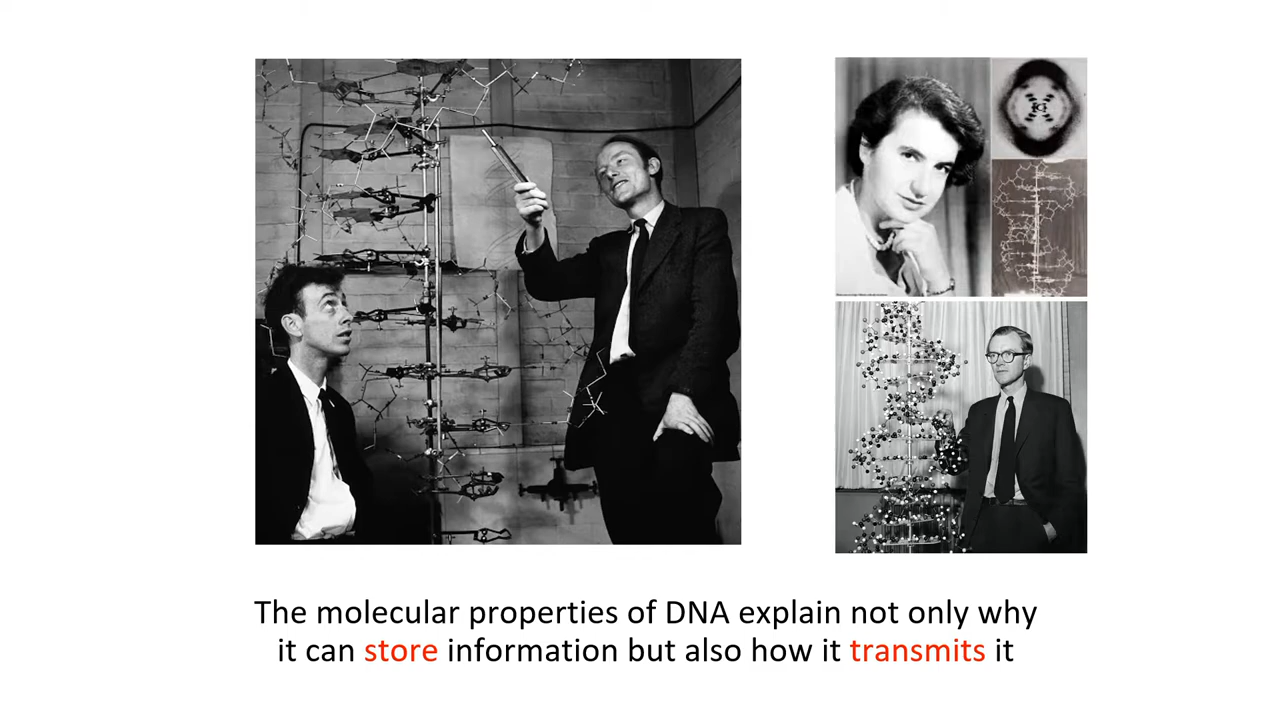 The molecular properties of DNA explain not only why
it can store information but also how it transmits it